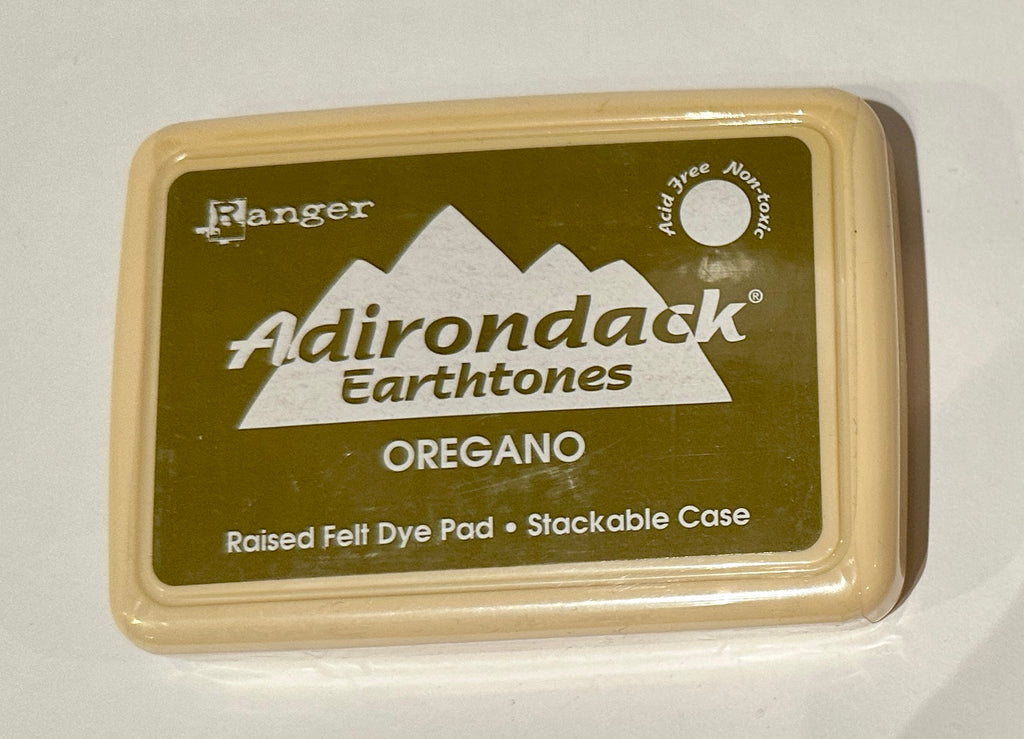 Ranger
Acid Free Non-toxic
Adirondack®
Earthtones
OREGANO
Raised Felt Dye Pad • Stackable Case